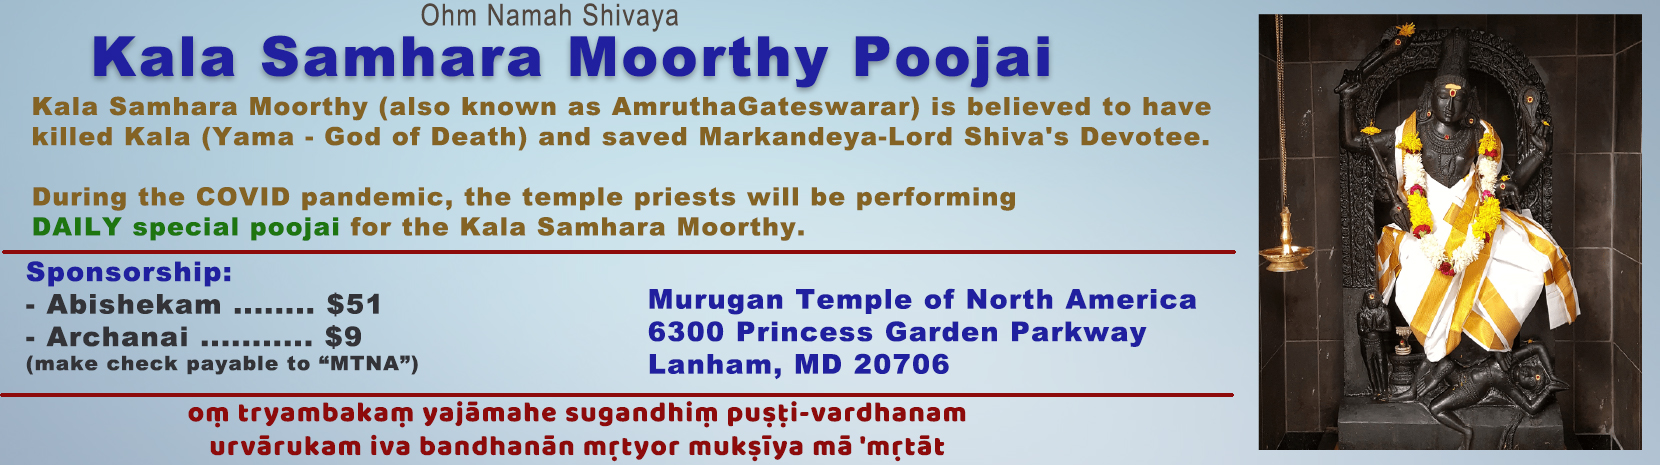 Ohm Namah Shivaya
Kala Samhara Moorthy Poojai
Kala Samhara Moorthy (also known as AmruthaGateswarar) is believed to have
killed Kala (Yama - God of Death) and saved Markandeya-Lord Shiva's Devotee.
During the COVID pandemic, the temple priests will be performing
DAILY special poojai for the Kala Samhara Moorthy.
Sponsorship:
- Abishekam ........ $51
- Archanai ........... $9
(make check payable to “MTNA”)
Murugan Temple of North America
6300 Princess Garden Parkway
Lanham, MD 20706
oṃ tryambakaṃ yajāmahe sugandhiṃ puṣṭi-vardhanam
urvārukam iva bandhanān mṛtyor mukṣīya mā 'mṛtāt